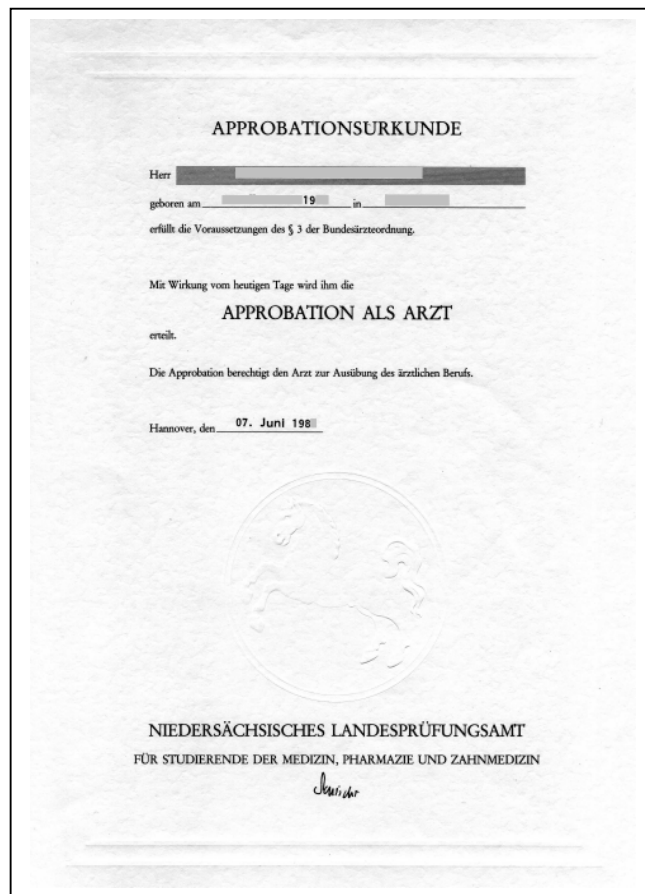 APPROBATIONSURKUNDE
Herr
geboren am 19 in
erfüllt die Voraussetzungen des § 3 der Bundesärzteordnung.
Mit Wirkung vom heutigen Tage wird ihm die
APPROBATION ALS ARZT
erteilt.
Die Approbation berechtigt den Arzt zur Ausübung des ärztlichen Berufs.
Hannover, den 07. Juni 198
NIEDERSÄCHSISCHES LANDESPRÜFUNGSAMT
FÜR STUDIERENDE DER MEDIZIN, PHARMAZIE UND ZAHNMEDIZIN